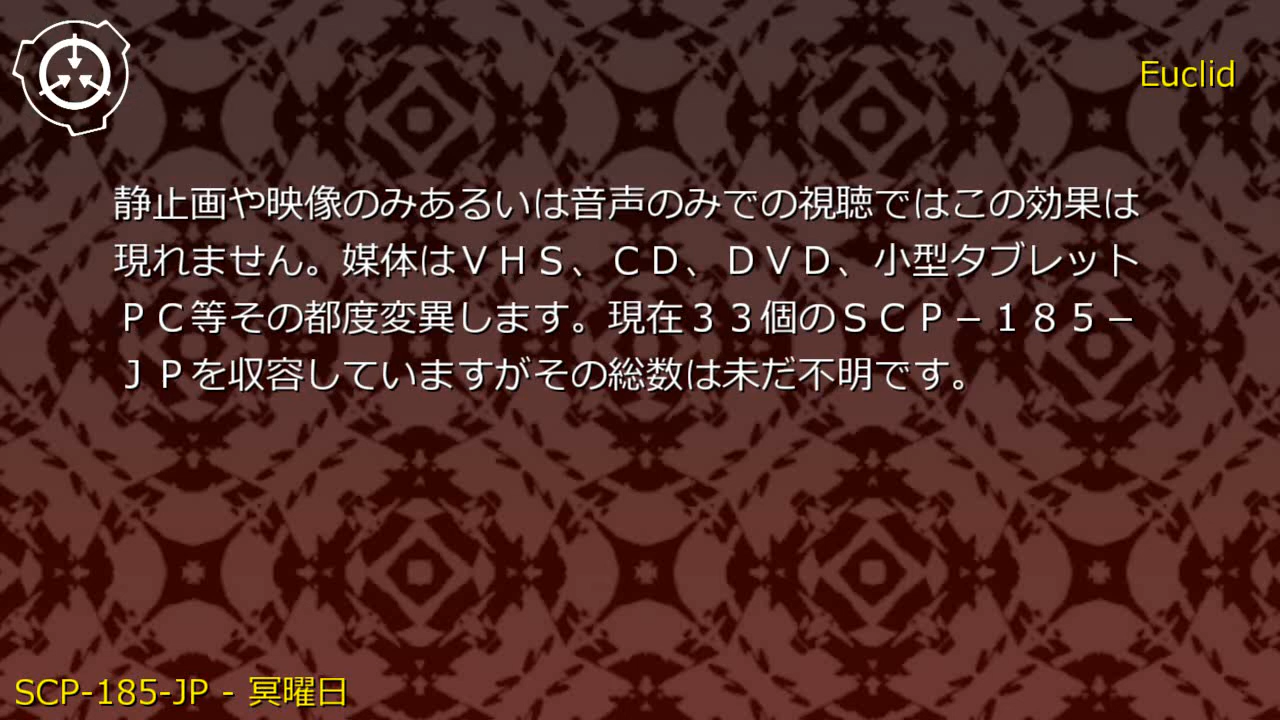 Euclid
静止画や映像のみあるいは音声のみでの視聴ではこの効果は
現れません。媒体はＶＨＳ、ＣＤ、ＤＶＤ、小型タブレット
ＰＣ等その都度変異します。現在３３個のＳＣＰ－１８５－
ＪＰを収容していますがその総数は未だ不明です。
SCP-185-JP - 冥曜日